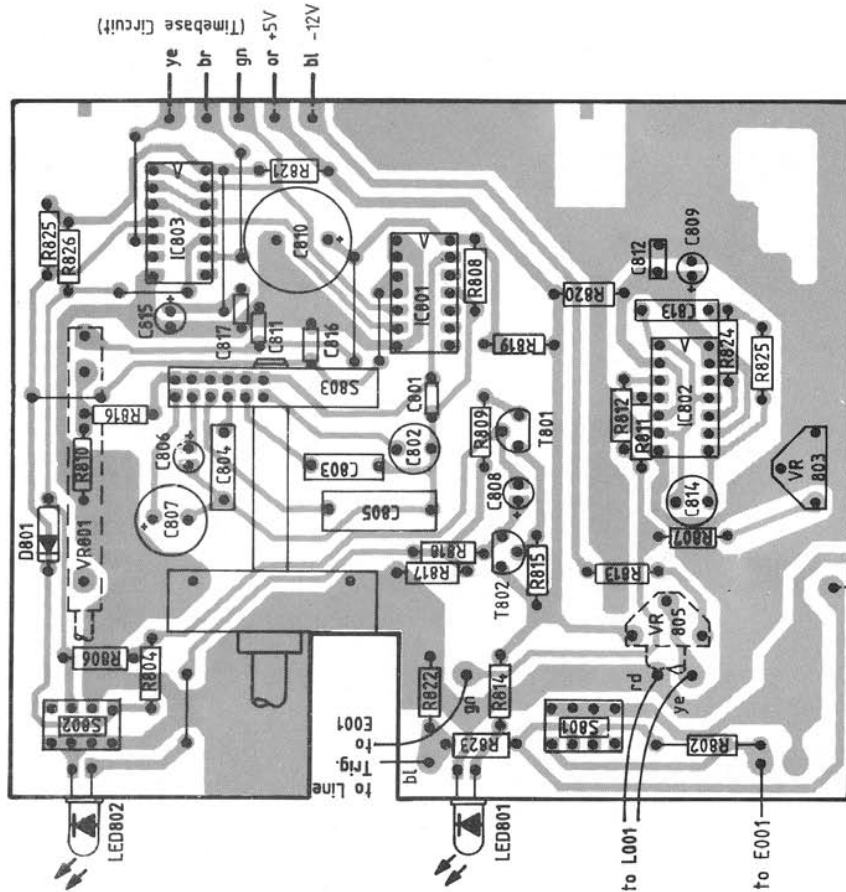 (Timebase Circuit)
ye
br
gn
or +5V
bl -12V
R825
R826
IC803
R821
C810
C815
C817
C811
C816
IC801
R808
R820
C812
C809
C813
R824
R825
R819
S803
C801
R816
R810
VR801
D801
C806
C804
C807
C803
C802
C805
R809
T801
C808
R812
R811
IC802
VR
803
C814
R807
R818
R817
T802
R815
R813
VR
805
R806
R804
S802
R822
gn
R814
rd
ye
to Line
Trig.
to
E001
bl
R823
S801
R802
LED802
LED801
to L001
to E001